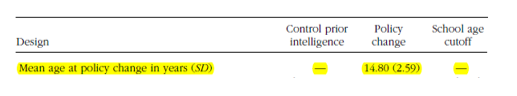 Control prior Policy School age
Design intelligence change cutoff
Mean age at policy change in years (SD) — 14.80 (2.59) —